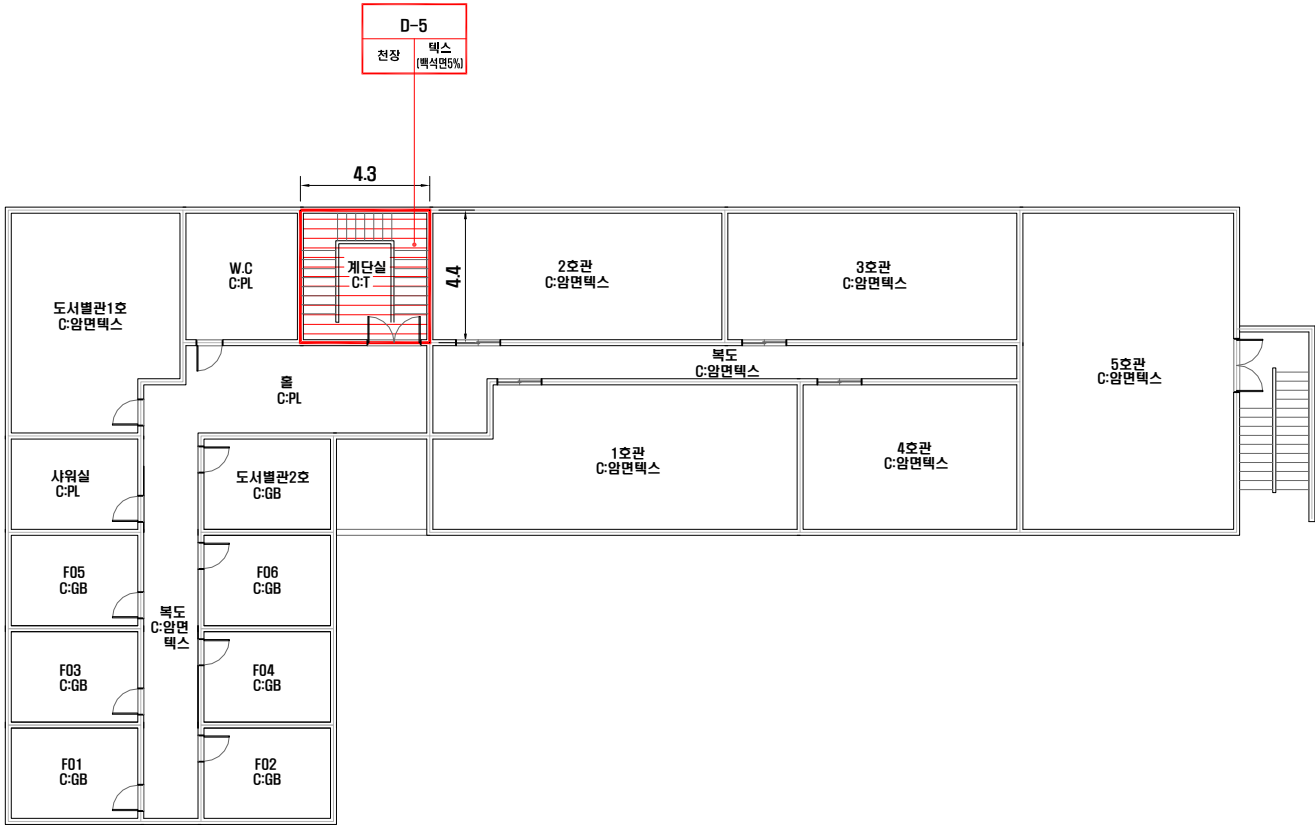 D-5
천장
텍스
(백석면5%)
4.3
4.4
계단실
C:T
W.C
C:PL
도서별관1호
C:암면텍스
2호관
C:암면텍스
3호관
C:암면텍스
복도
C:암면텍스
5호관
C:암면텍스
홀
C:PL
1호관
C:암면텍스
4호관
C:암면텍스
샤워실
C:PL
도서별관2호
C:GB
F05
C:GB
F06
C:GB
복도
C:암면
텍스
F03
C:GB
F04
C:GB
F01
C:GB
F02
C:GB